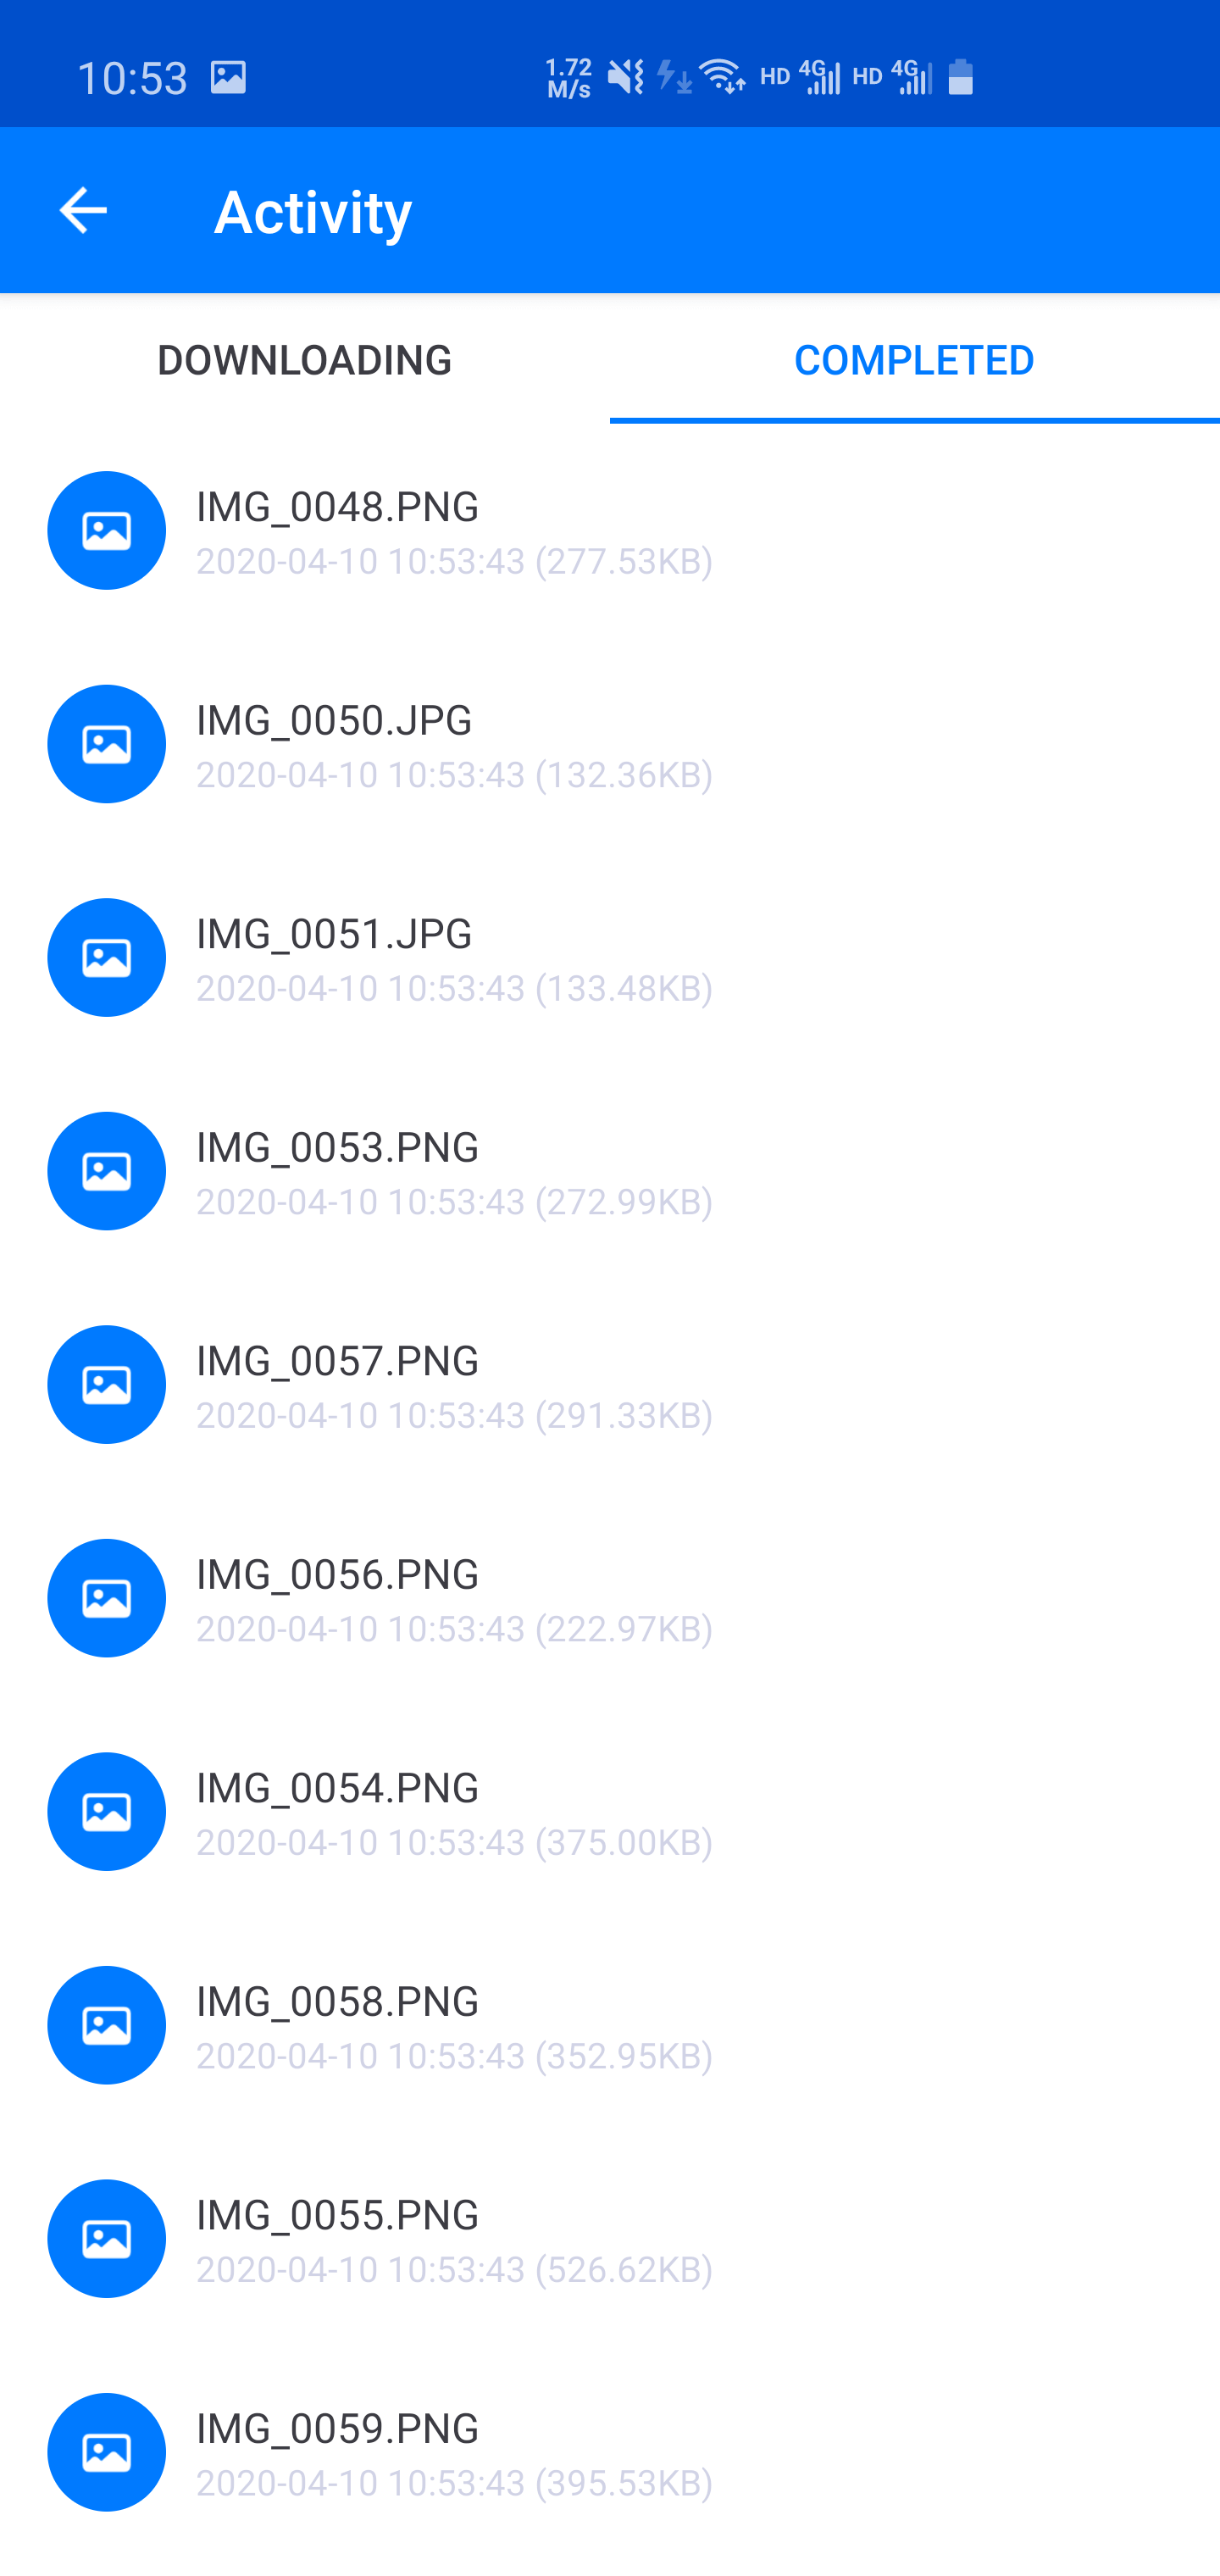 10:53 1.72 M/s HD 4G HD 4G
Activity
DOWNLOADING COMPLETED
IMG_0048.PNG
2020-04-10 10:53:43 (277.53KB)
IMG_0050.JPG
2020-04-10 10:53:43 (132.36KB)
IMG_0051.JPG
2020-04-10 10:53:43 (133.48KB)
IMG_0053.PNG
2020-04-10 10:53:43 (272.99KB)
IMG_0057.PNG
2020-04-10 10:53:43 (291.33KB)
IMG_0056.PNG
2020-04-10 10:53:43 (222.97KB)
IMG_0054.PNG
2020-04-10 10:53:43 (375.00KB)
IMG_0058.PNG
2020-04-10 10:53:43 (352.95KB)
IMG_0055.PNG
2020-04-10 10:53:43 (526.62KB)
IMG_0059.PNG
2020-04-10 10:53:43 (395.53KB)